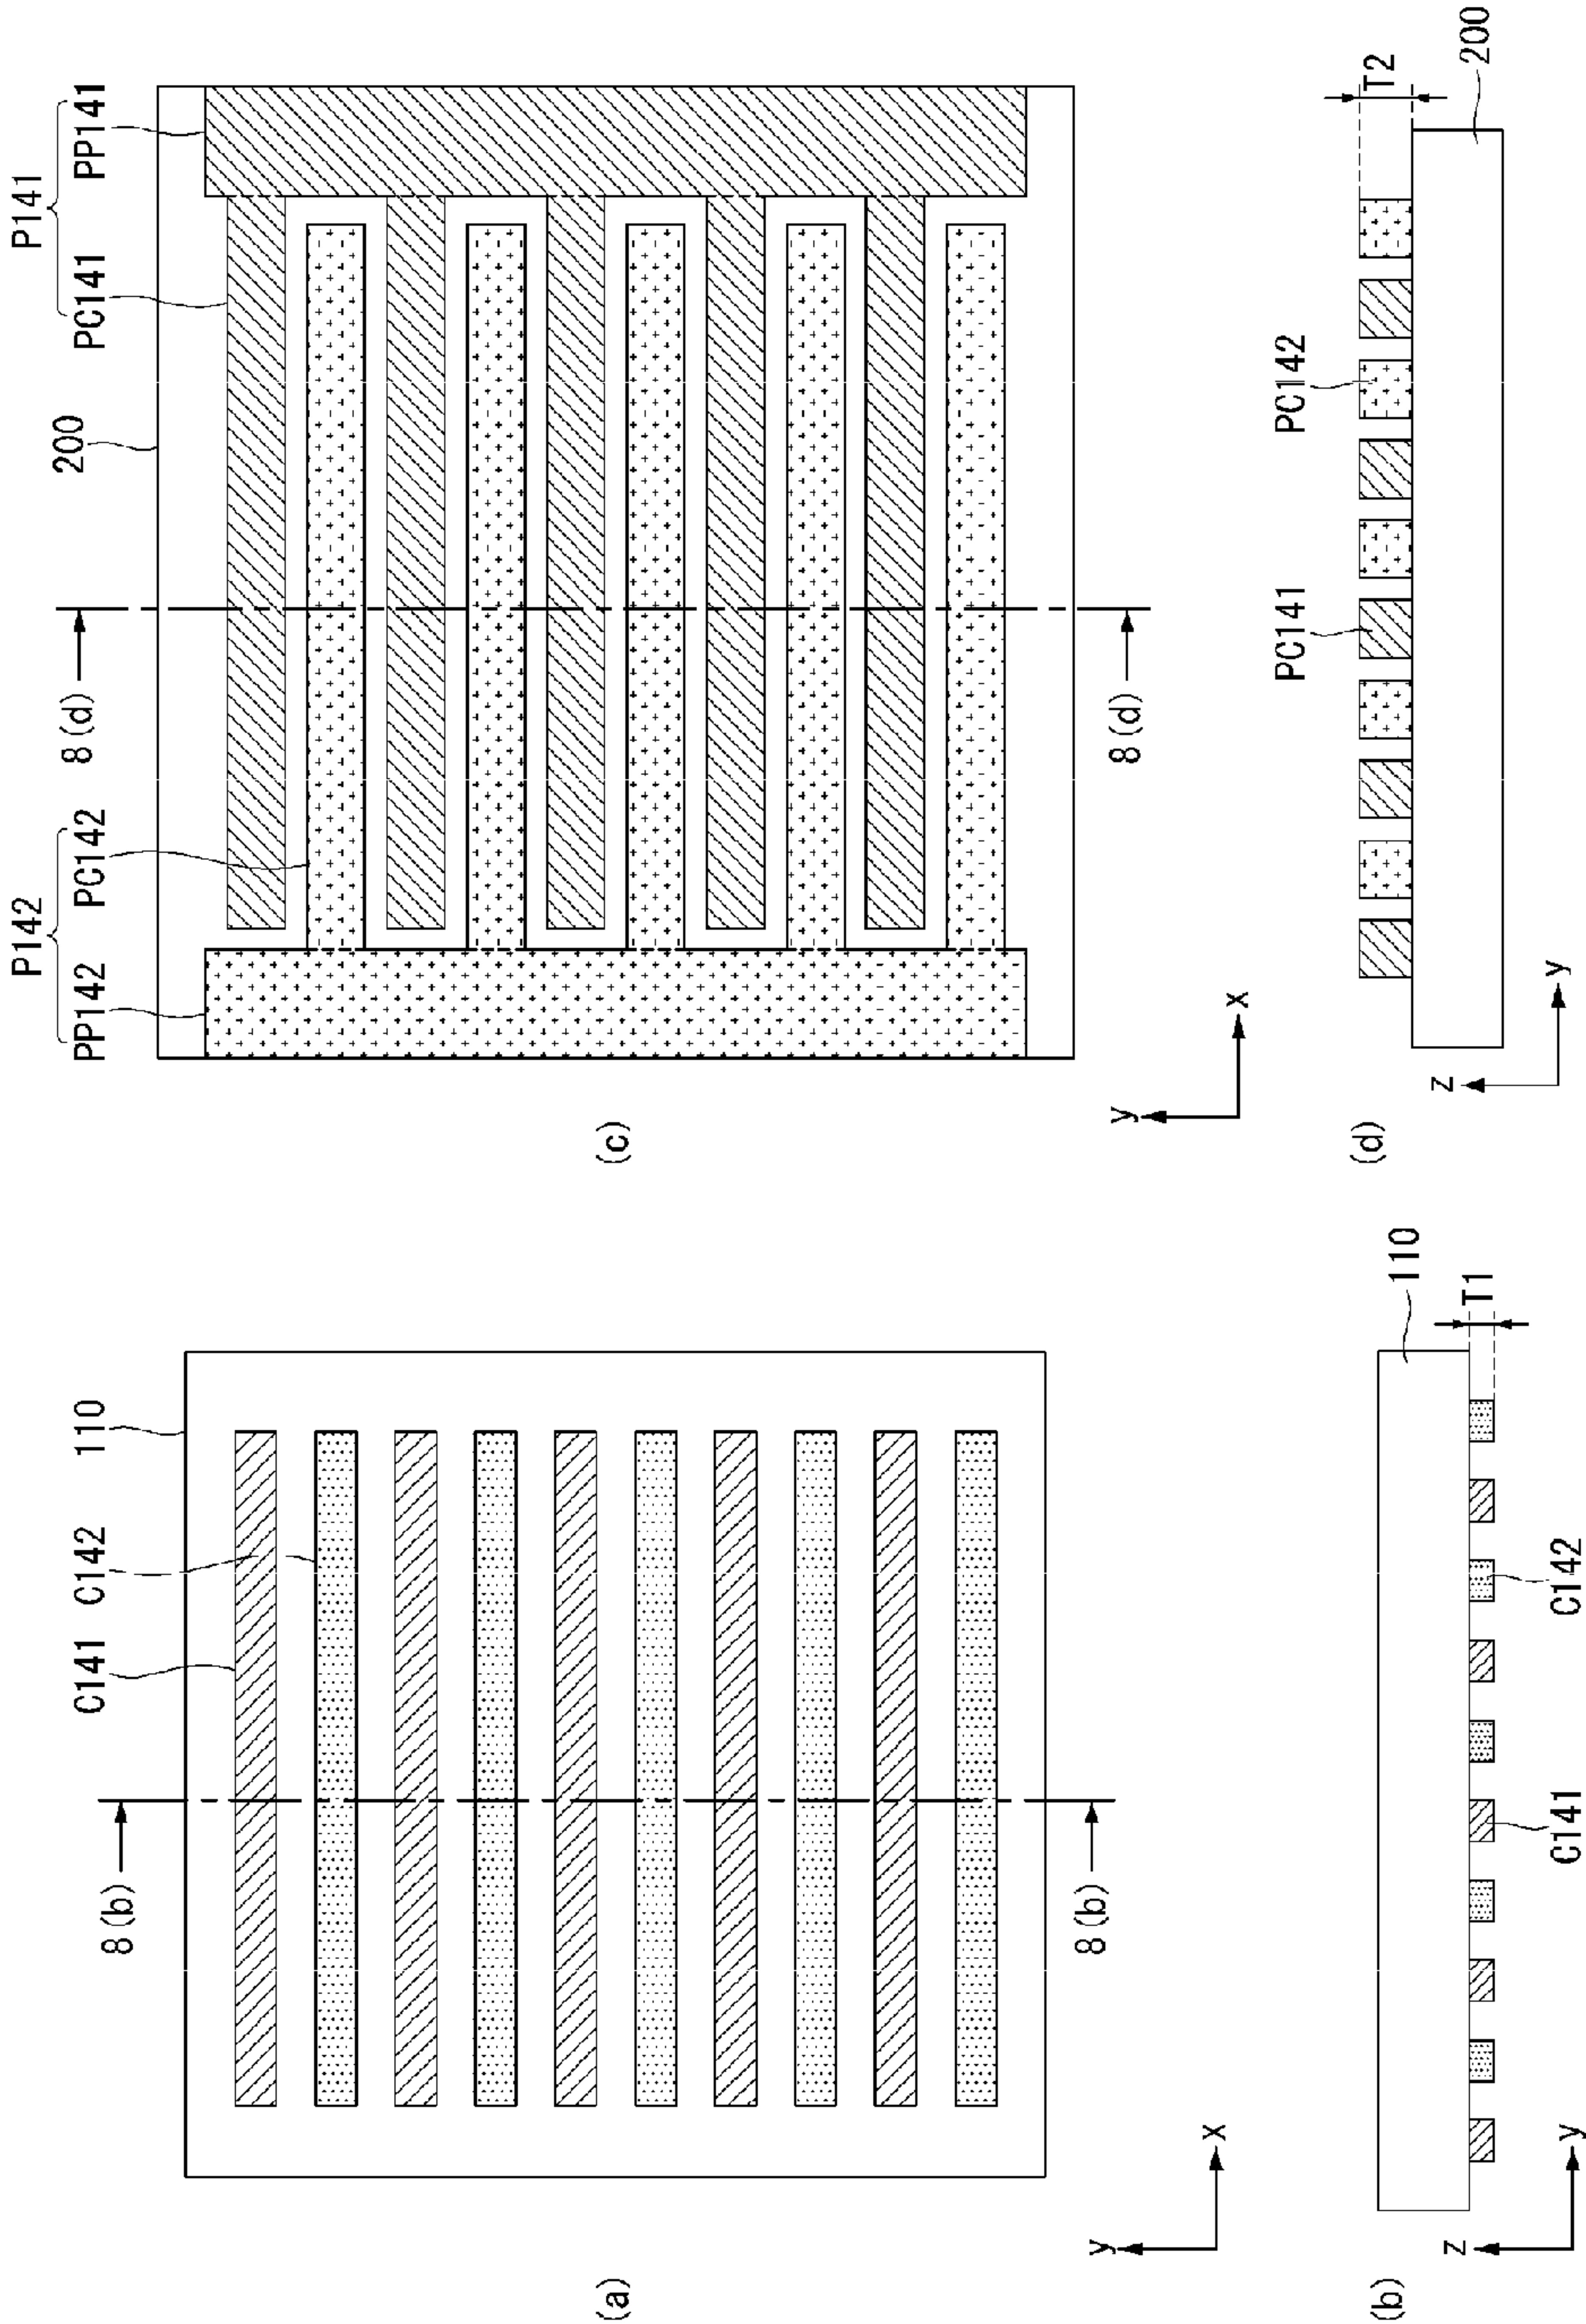 C141 C142 110
8(b)
8(b)
y
x
(a)
110
T1
C141 C142
z
y
(b)
P142 P141
PP142 PC142 8(d) 200 PC141 PP141
8(d)
y
x
(c)
PC141 PC142 T2
200
z
y
(d)